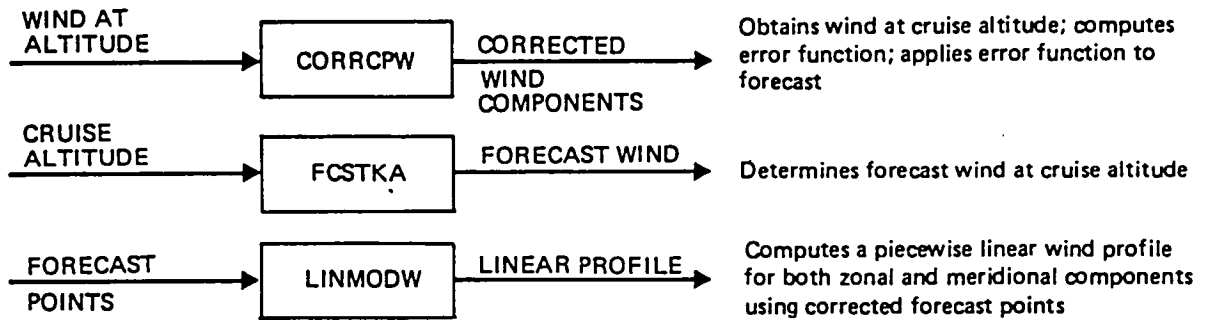 WIND AT
ALTITUDE
CORRCPW
CORRECTED
WIND
COMPONENTS
Obtains wind at cruise altitude; computes
error function; applies error function to
forecast
CRUISE
ALTITUDE
FCSTKA
FORECAST WIND
Determines forecast wind at cruise altitude
FORECAST
POINTS
LINMODW
LINEAR PROFILE
Computes a piecewise linear wind profile
for both zonal and meridional components
using corrected forecast points